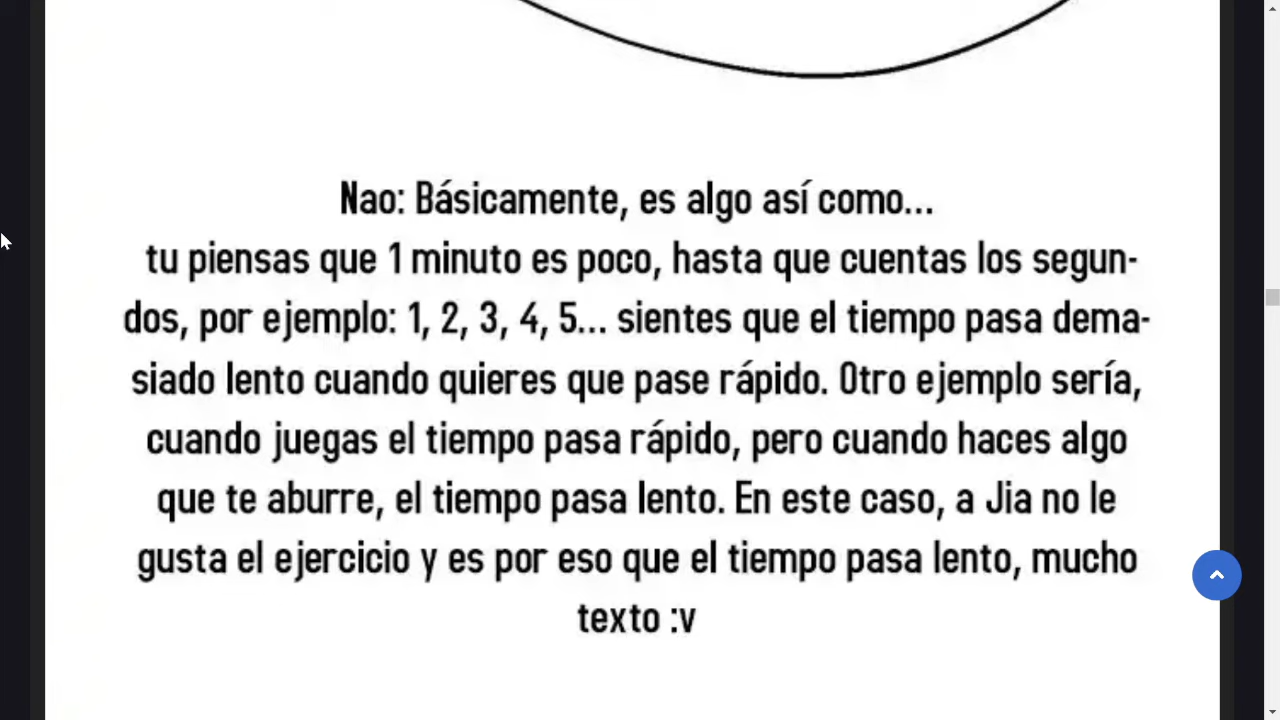 Nao: Básicamente, es algo así como...
tu piensas que 1 minuto es poco, hasta que cuentas los segun-
dos, por ejemplo: 1, 2, 3, 4, 5... sientes que el tiempo pasa dema-
siado lento cuando quieres que pase rápido. Otro ejemplo sería,
cuando juegas el tiempo pasa rápido, pero cuando haces algo
que te aburre, el tiempo pasa lento. En este caso, a Jia no le
gusta el ejercicio y es por eso que el tiempo pasa lento, mucho
texto :v